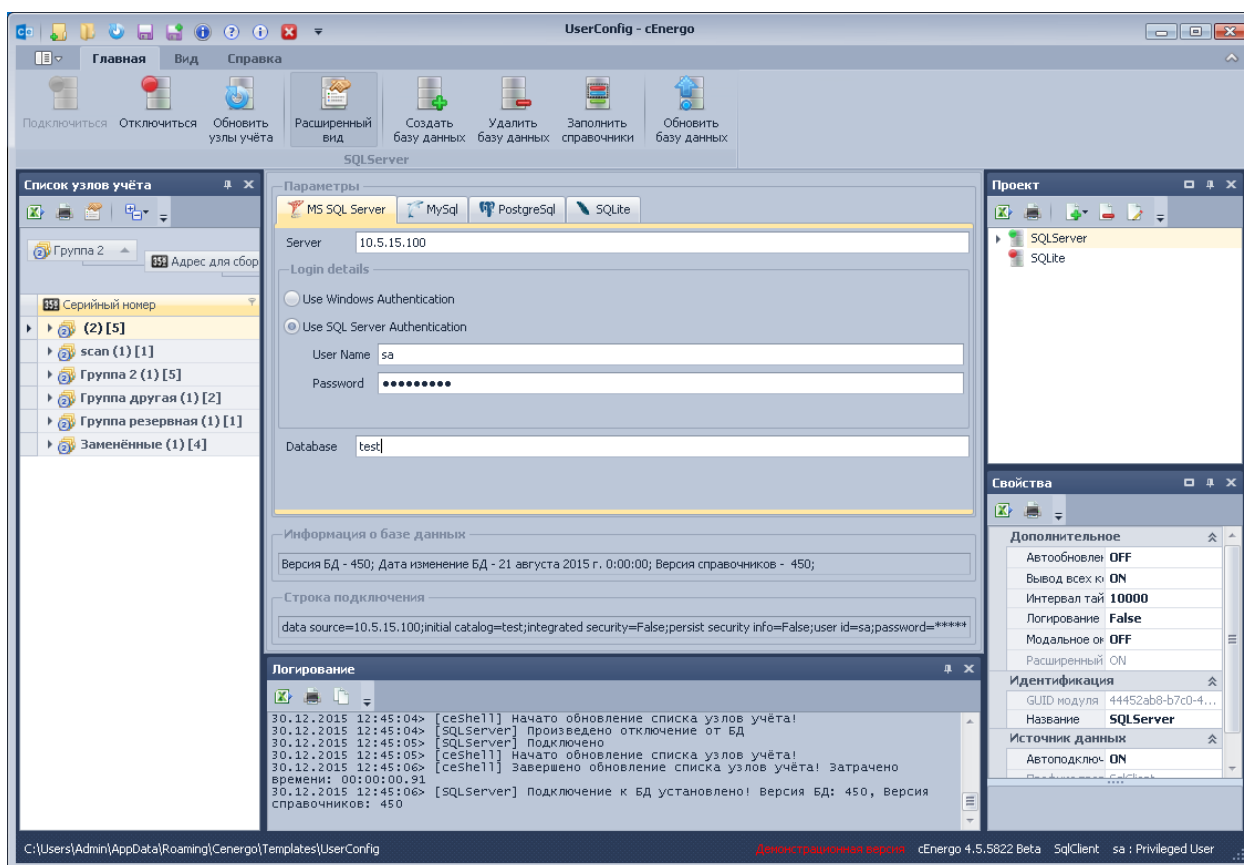 UserConfig - cEnergo
Главная Вид Справка
Подключиться Отключиться Обновить узлы учёта Расширенный вид Создать базу данных Удалить базу данных Заполнить справочники Обновить базу данных
SQLServer
Список узлов учёта
Группа 2
Адрес для сбор
Серийный номер
(2) [5]
scan (1) [1]
Группа 2 (1) [5]
Группа другая (1) [2]
Группа резервная (1) [1]
Заменённые (1) [4]
Параметры
MS SQL Server MySql PostgreSql SQLite
Server 10.5.15.100
Login details
Use Windows Authentication
Use SQL Server Authentication
User Name sa
Password •••••••••
Database test
Информация о базе данных
Версия БД - 450; Дата изменение БД - 21 августа 2015 г. 0:00:00; Версия справочников - 450;
Строка подключения
data source=10.5.15.100;initial catalog=test;integrated security=False;persist security info=False;user id=sa;password=*****
Логирование
30.12.2015 12:45:04> [ceShell] Начато обновление списка узлов учёта!
30.12.2015 12:45:04> [SQLServer] Произведено отключение от БД
30.12.2015 12:45:05> [SQLServer] Подключено
30.12.2015 12:45:05> [ceShell] Начато обновление списка узлов учёта!
30.12.2015 12:45:06> [ceShell] Завершено обновление списка узлов учёта! Затрачено
времени: 00:00:00.91
30.12.2015 12:45:06> [SQLServer] Подключение к БД установлено! Версия БД: 450, Версия
справочников: 450
Проект
SQLServer
SQLite
Свойства
Дополнительное
Автообновлен OFF
Вывод всех к ON
Интервал тай 10000
Логирование False
Модальное ок OFF
Расширенный ON
Идентификация
GUID модуля 44452ab8-b7c0-4...
Название SQLServer
Источник данных
Автоподключ ON
SqlClient
C:\Users\Admin\AppData\Roaming\Cenergo\Templates\UserConfig
Демонстрационная версия cEnergo 4.5.5822 Beta SqlClient sa : Privileged User